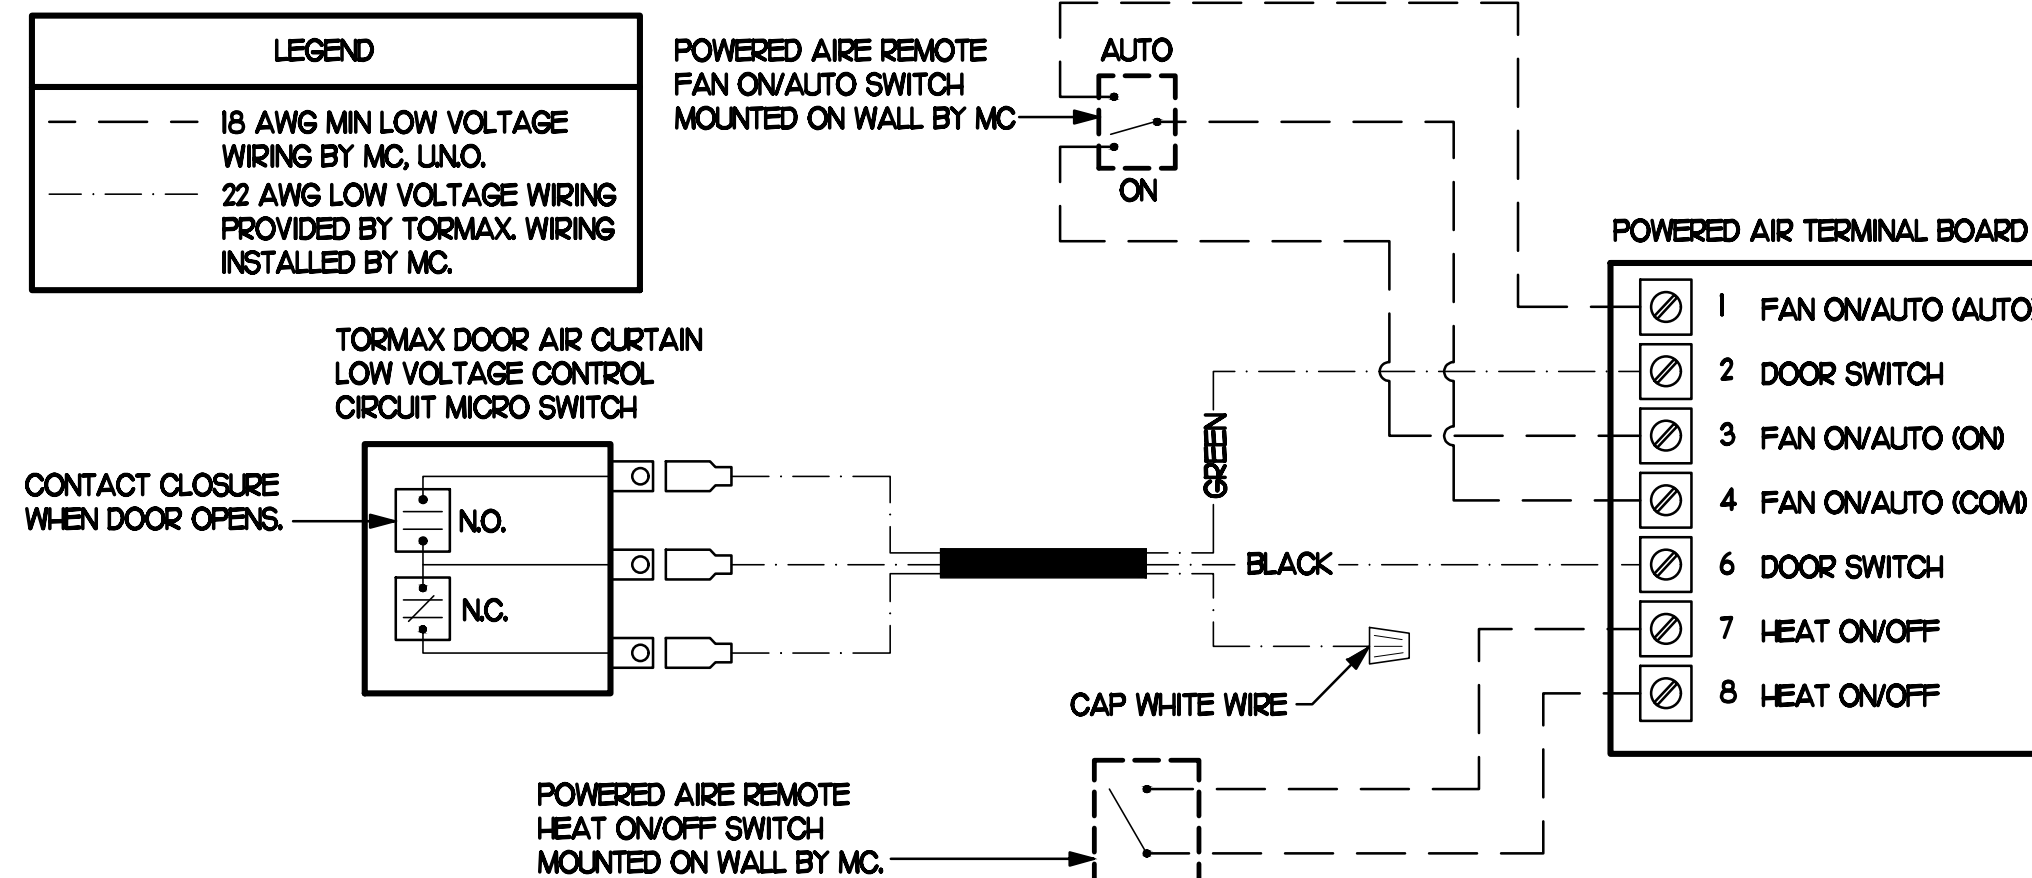 LEGEND
18 AWG MIN LOW VOLTAGE
WIRING BY MC, U.N.O.
22 AWG LOW VOLTAGE WIRING
PROVIDED BY TORMAX. WIRING
INSTALLED BY MC.
POWERED AIRE REMOTE
FAN ON/AUTO SWITCH
MOUNTED ON WALL BY MC
AUTO
ON
POWERED AIR TERMINAL BOARD
1 FAN ON/AUTO (AUTO)
2 DOOR SWITCH
3 FAN ON/AUTO (ON)
4 FAN ON/AUTO (COM)
6 DOOR SWITCH
7 HEAT ON/OFF
8 HEAT ON/OFF
TORMAX DOOR AIR CURTAIN
LOW VOLTAGE CONTROL
CIRCUIT MICRO SWITCH
CONTACT CLOSURE
WHEN DOOR OPENS.
N.O.
N.C.
GREEN
BLACK
CAP WHITE WIRE
POWERED AIRE REMOTE
HEAT ON/OFF SWITCH
MOUNTED ON WALL BY MC.